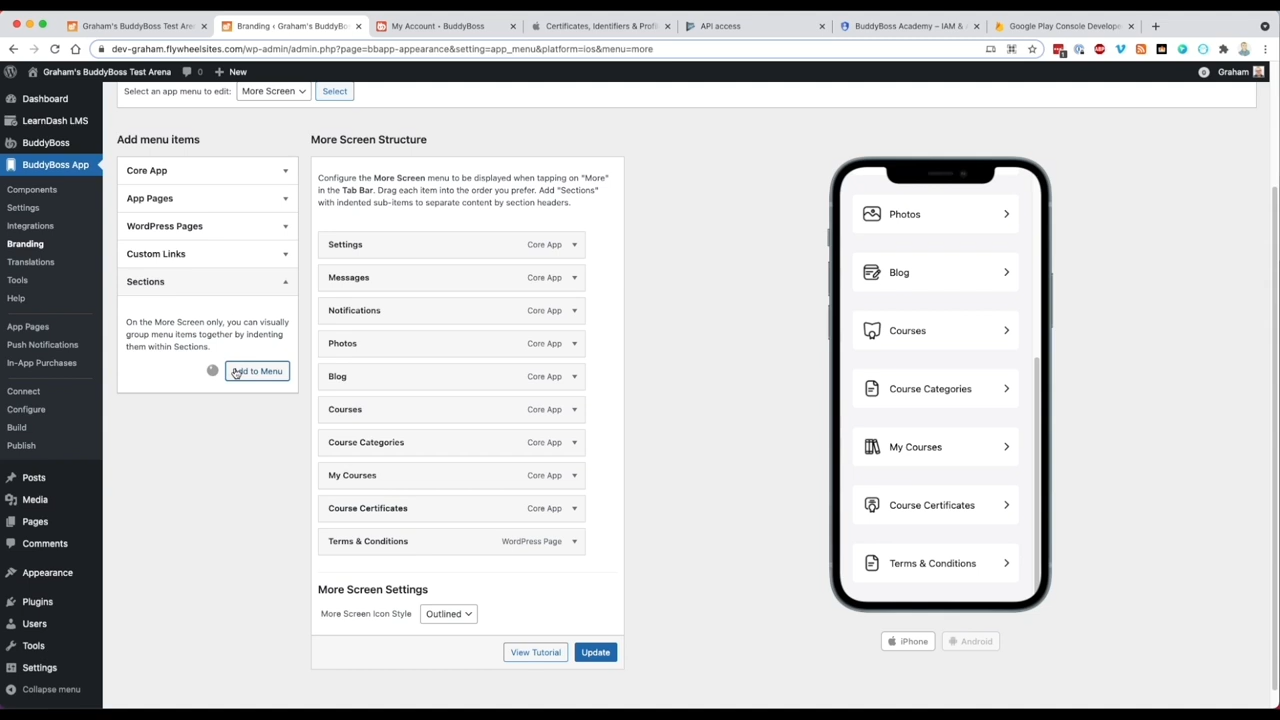 Graham's BuddyBoss Test Aren
Branding ‹ Graham's BuddyBos
My Account - BuddyBoss
Certificates, Identifiers & Profil
API access
BuddyBoss Academy – IAM & A
Google Play Console Develope
dev-graham.flywheelsites.com/wp-admin/admin.php?page=bbapp-appearance&setting=app_menu&platform=ios&menu=more
Graham's BuddyBoss Test Arena
0
New
Graham
Dashboard
LearnDash LMS
BuddyBoss
BuddyBoss App
Components
Settings
Integrations
Branding
Translations
Tools
Help
App Pages
Push Notifications
In-App Purchases
Connect
Configure
Build
Publish
Posts
Media
Pages
Comments
Appearance
Plugins
Users
Tools
Settings
Collapse menu
Select an app menu to edit:
More Screen
Select
Add menu items
Core App
App Pages
WordPress Pages
Custom Links
Sections
On the More Screen only, you can visually
group menu items together by indenting
them within Sections.
Add to Menu
More Screen Structure
Configure the More Screen menu to be displayed when tapping on "More"
in the Tab Bar. Drag each item into the order you prefer. Add "Sections"
with indented sub-items to separate content by section headers.
Settings Core App
Messages Core App
Notifications Core App
Photos Core App
Blog Core App
Courses Core App
Course Categories Core App
My Courses Core App
Course Certificates Core App
Terms & Conditions WordPress Page
More Screen Settings
More Screen Icon Style Outlined
View Tutorial
Update
Photos
Blog
Courses
Course Categories
My Courses
Course Certificates
Terms & Conditions
iPhone
Android